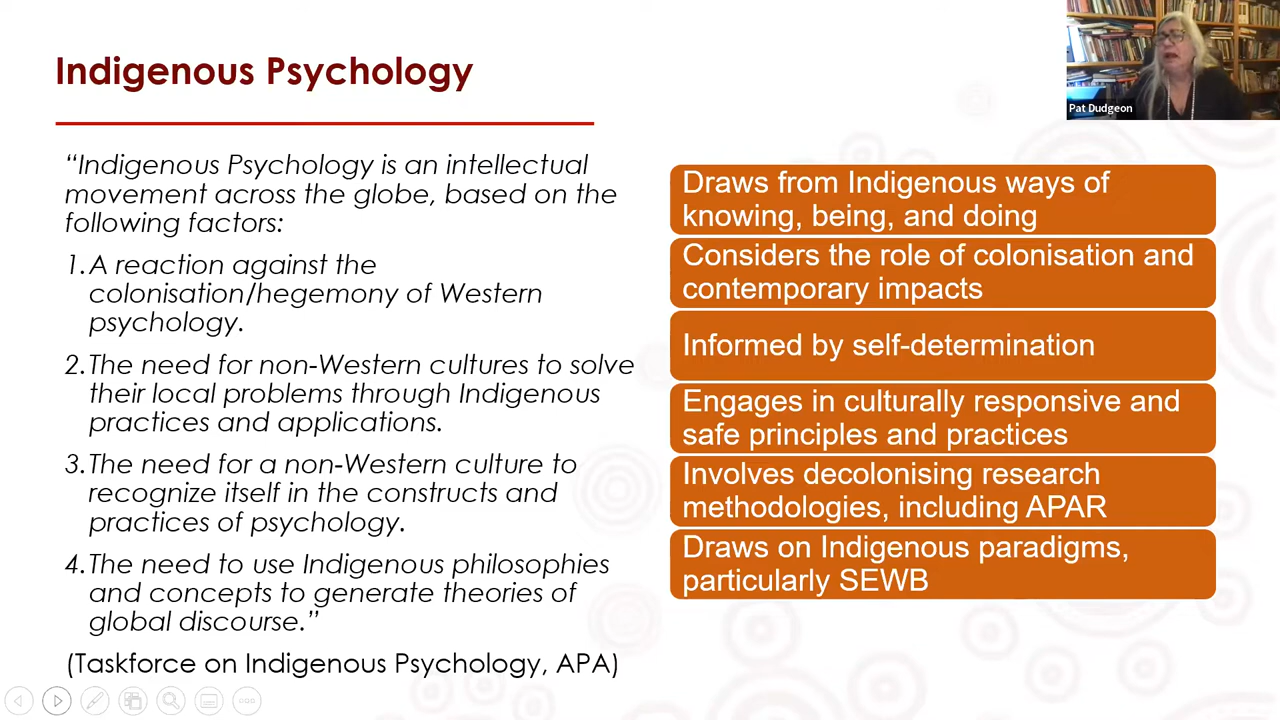 Indigenous Psychology
Pat Dudgeon
“Indigenous Psychology is an intellectual
movement across the globe, based on the
following factors:
1. A reaction against the
colonisation/hegemony of Western
psychology.
2. The need for non-Western cultures to solve
their local problems through Indigenous
practices and applications.
3. The need for a non-Western culture to
recognize itself in the constructs and
practices of psychology.
4. The need to use Indigenous philosophies
and concepts to generate theories of
global discourse.”
(Taskforce on Indigenous Psychology, APA)
Draws from Indigenous ways of
knowing, being, and doing
Considers the role of colonisation and
contemporary impacts
Informed by self-determination
Engages in culturally responsive and
safe principles and practices
Involves decolonising research
methodologies, including APAR
Draws on Indigenous paradigms,
particularly SEWB